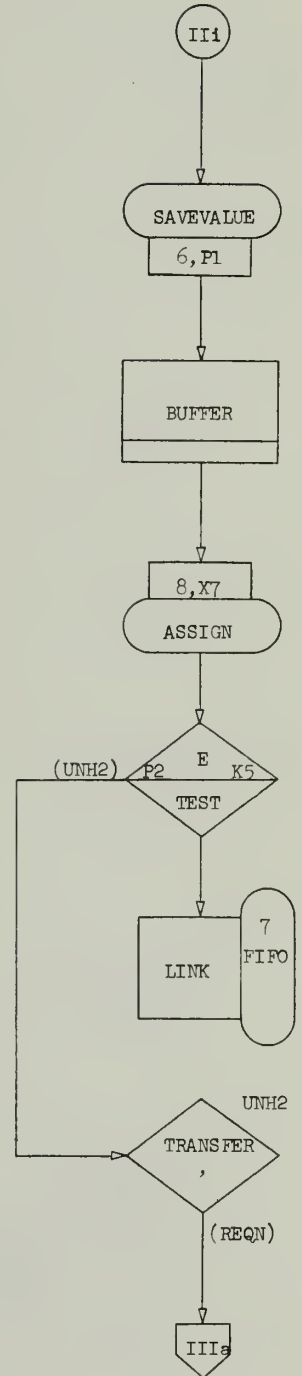 IIi
SAVEVALUE
6,P1
BUFFER
8,X7
ASSIGN
(UNH2) P2 E K5
TEST
7
FIFO
LINK
UNH2
TRANSFER
,
(REQN)
IIIa